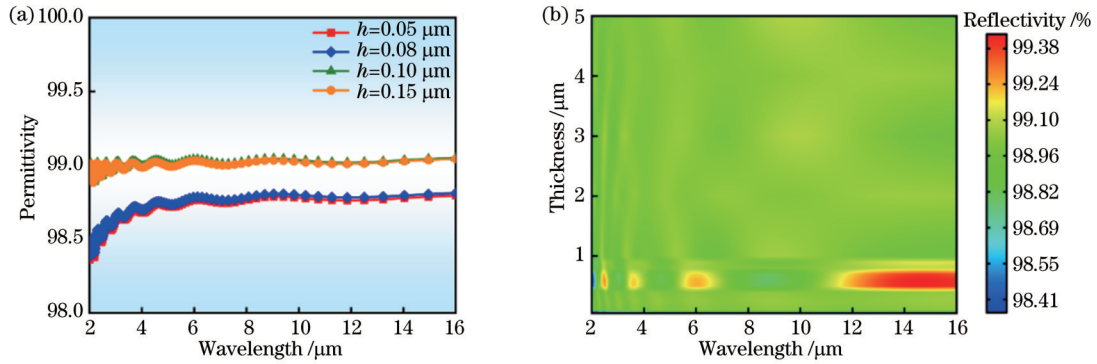 (a)
100.0
99.5
99.0
98.5
98.0
Permittivity
h=0.05 μm
h=0.08 μm
h=0.10 μm
h=0.15 μm
2 4 6 8 10 12 14 16
Wavelength /μm
(b)
5
4
3
2
1
Thickness /μm
2 4 6 8 10 12 14 16
Wavelength /μm
Reflectivity /%
99.38
99.24
99.10
98.96
98.82
98.69
98.55
98.41